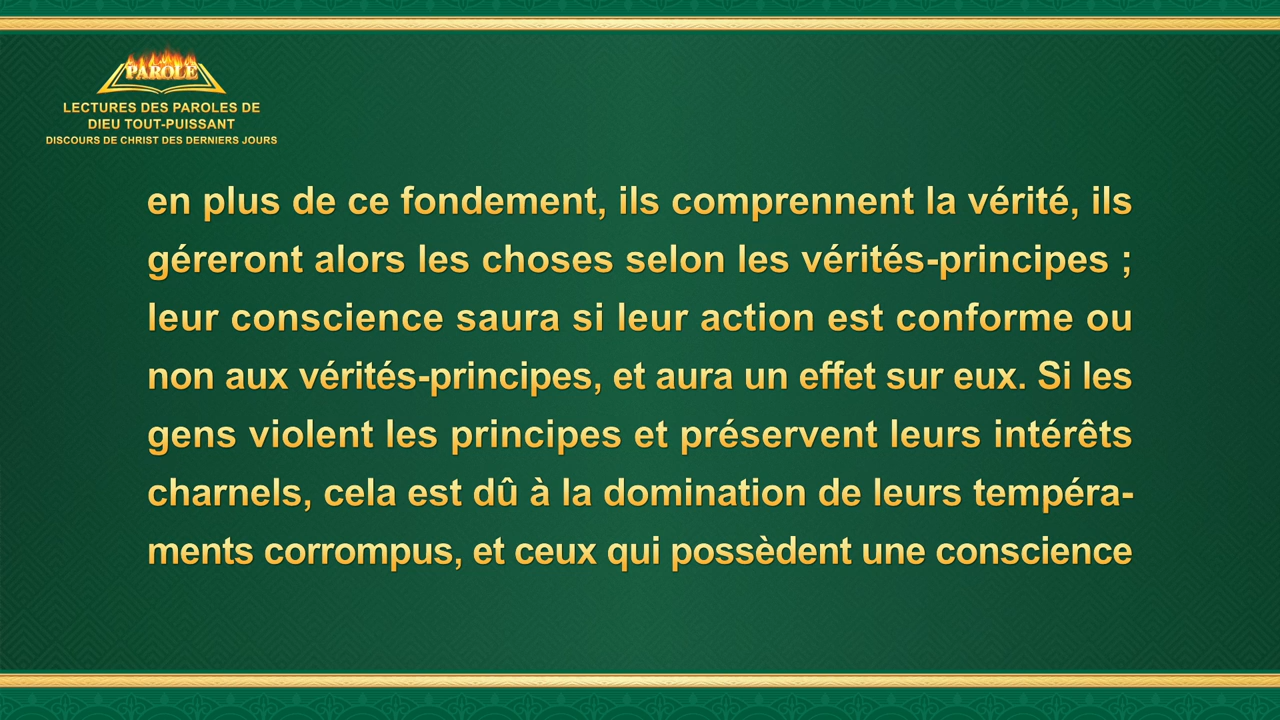 PAROLE
LECTURES DES PAROLES DE
DIEU TOUT-PUISSANT
DISCOURS DE CHRIST DES DERNIERS JOURS
en plus de ce fondement, ils comprennent la vérité, ils
géreront alors les choses selon les vérités-principes ;
leur conscience saura si leur action est conforme ou
non aux vérités-principes, et aura un effet sur eux. Si les
gens violent les principes et préservent leurs intérêts
charnels, cela est dû à la domination de leurs tempéra-
ments corrompus, et ceux qui possèdent une conscience